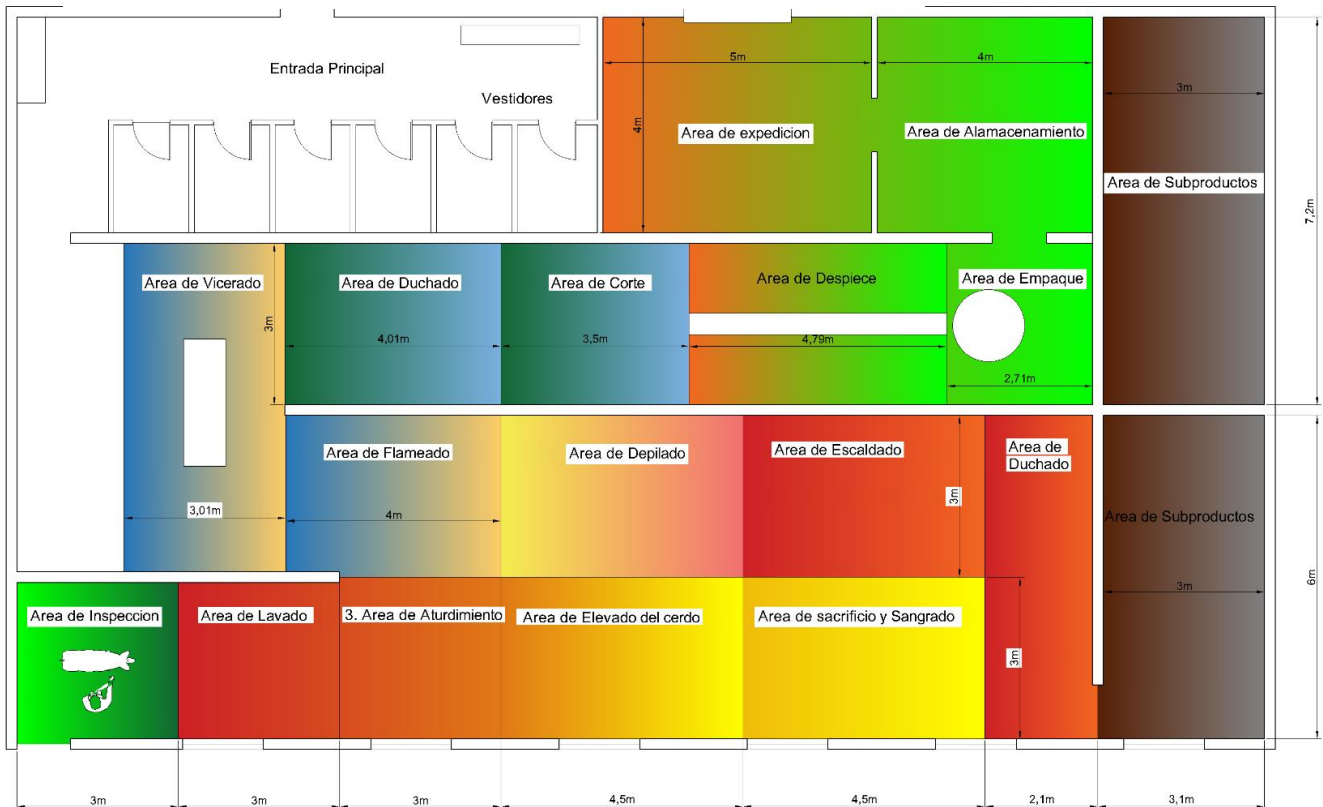 Entrada Principal
Vestidores
5m
4m
4m
3m
Area de expedicion
Area de Alamacenamiento
Area de Subproductos
7,2m
Area de Vicerado
Area de Duchado
Area de Corte
Area de Despiece
Area de Empaque
3m
4,01m
3,5m
4,79m
2,71m
Area de Flameado
Area de Depilado
Area de Escaldado
Area de
Duchado
3,01m
4m
3m
Area de Subproductos
3m
6m
Area de Inspeccion
Area de Lavado
3. Area de Aturdimiento
Area de Elevado del cerdo
Area de sacrificio y Sangrado
3m
3m
3m
3m
4,5m
4,5m
2,1m
3,1m